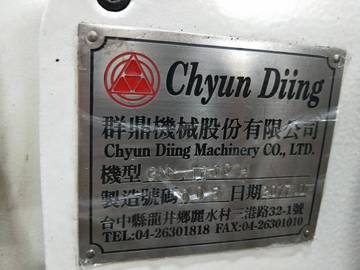 Chyun Diing
群鼎機械股份有限公司
Chyun Diing Machinery CO., LTD.
機型
製造號碼 日期
台中縣龍井鄉麗水村三港路32-1號
TEL:04-26301818 FAX:04-26301010